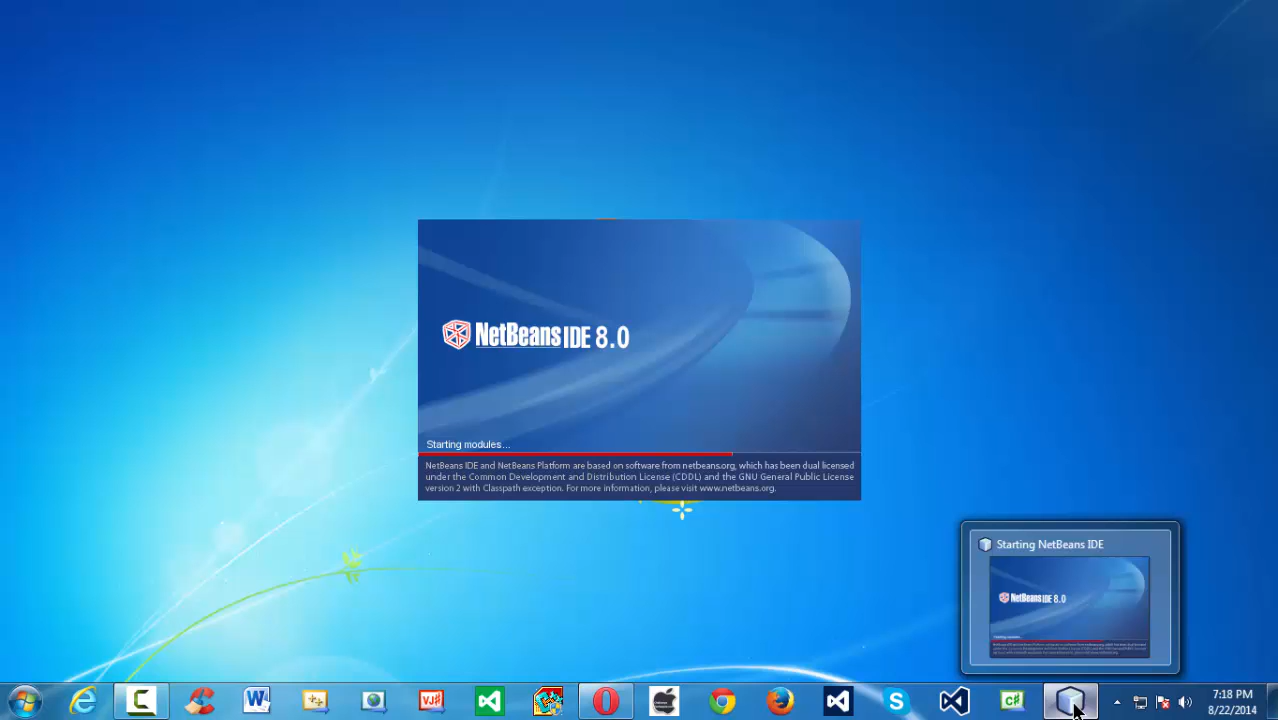 NetBeans IDE 8.0
Starting modules...
NetBeans IDE and NetBeans Platform are based on software from netbeans.org, which has been dual licensed
under the Common Development and Distribution License (CDDL) and the GNU General Public License
version 2 with Classpath exception. For more information, please visit www.netbeans.org.
Starting NetBeans IDE
NetBeans IDE 8.0
W
VJ#
C#
7:18 PM
8/22/2014